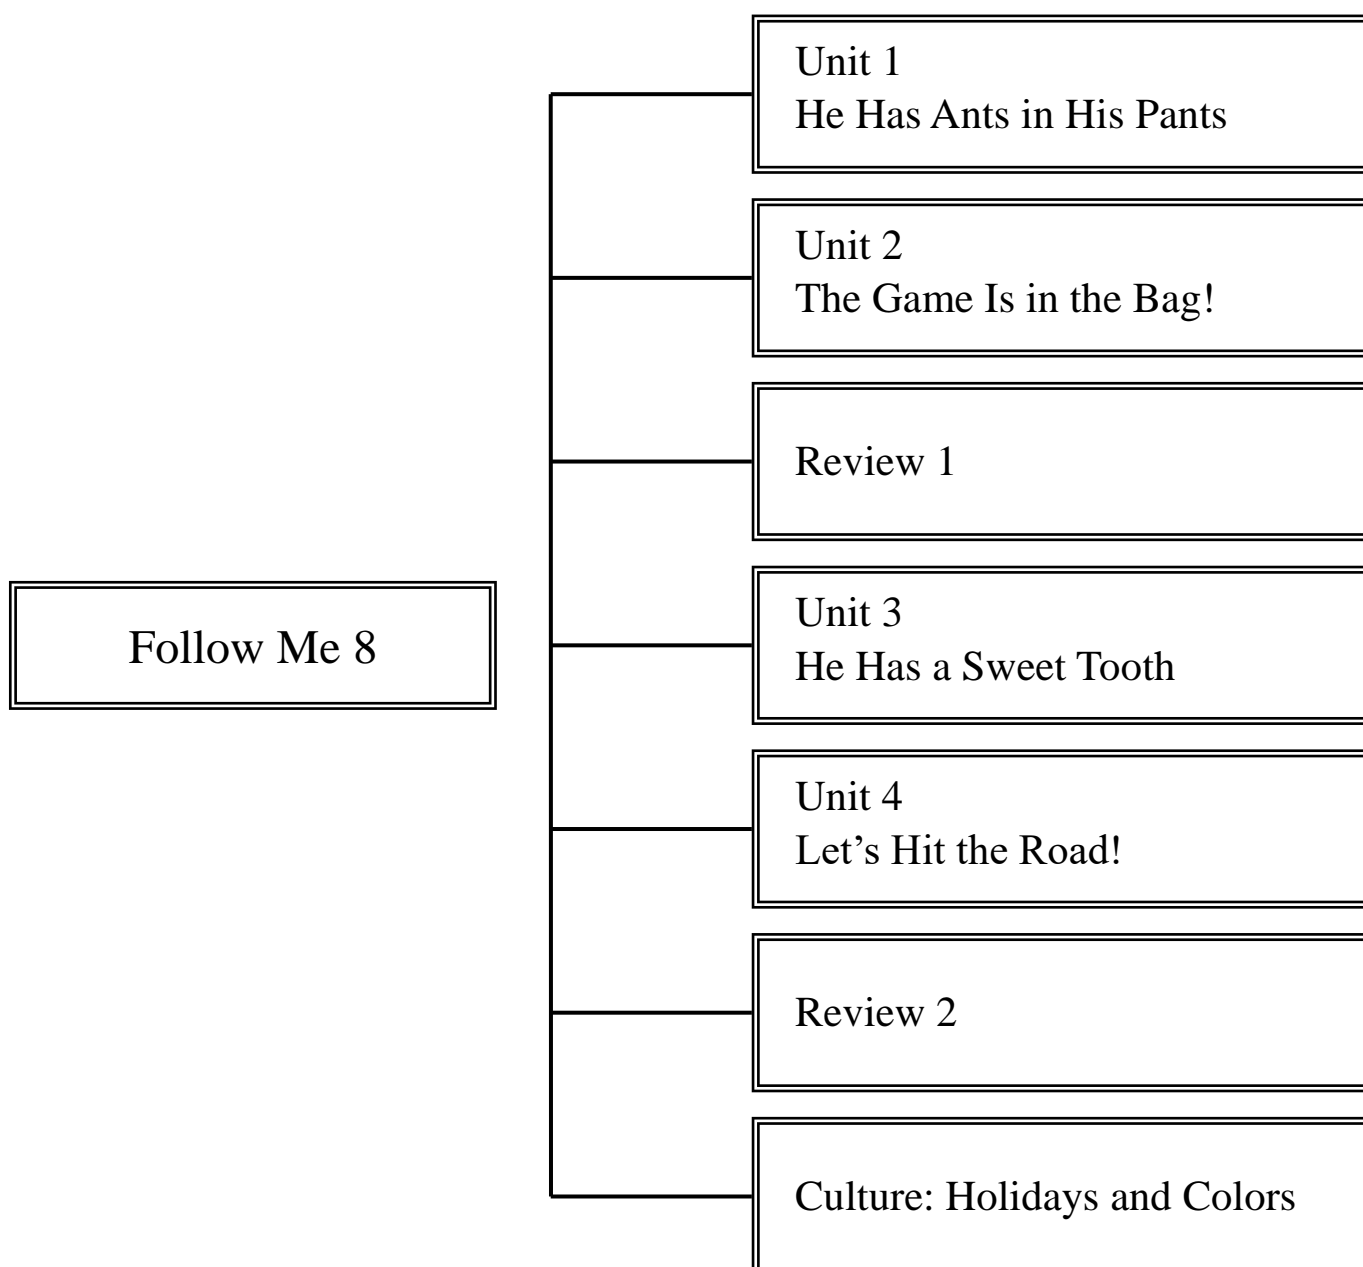 Unit 1
He Has Ants in His Pants
Unit 2
The Game Is in the Bag!
Review 1
Follow Me 8
Unit 3
He Has a Sweet Tooth
Unit 4
Let’s Hit the Road!
Review 2
Culture: Holidays and Colors